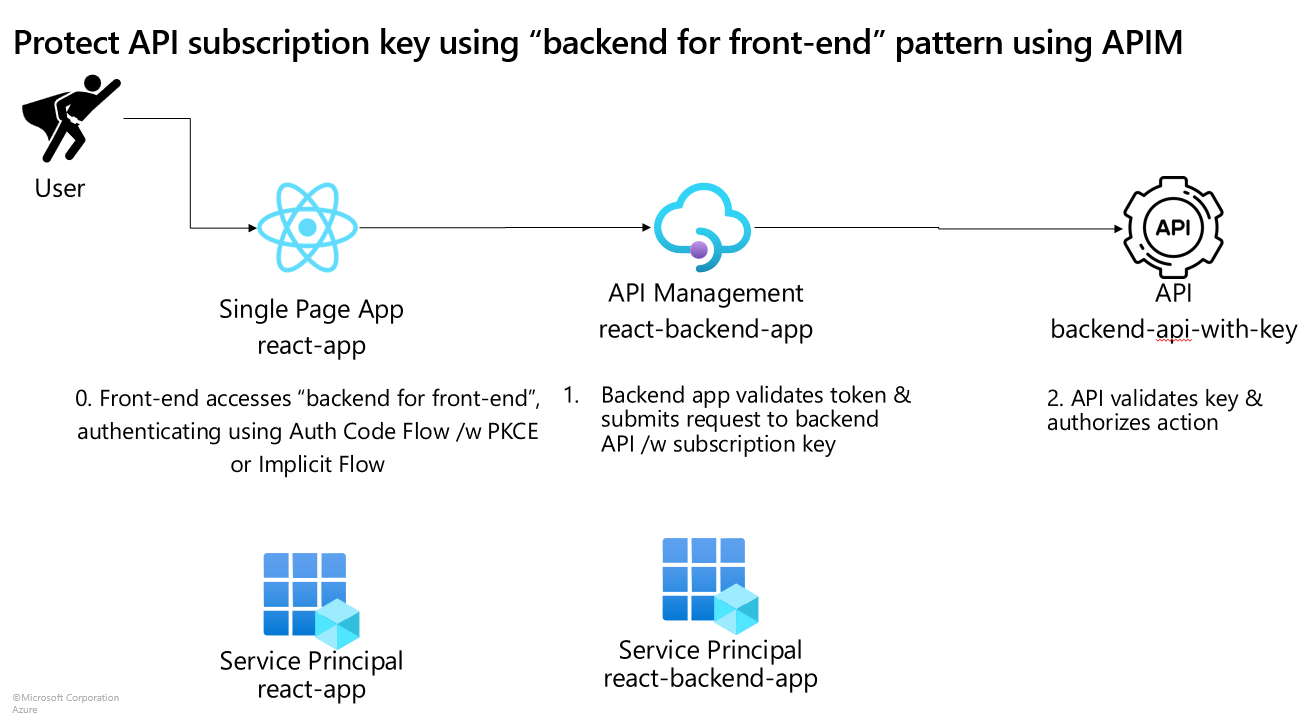 Protect API subscription key using “backend for front-end” pattern using APIM
User
Single Page App
react-app
API Management
react-backend-app
API
API
backend-api-with-key
0. Front-end accesses “backend for front-end”,
authenticating using Auth Code Flow /w PKCE
or Implicit Flow
1. Backend app validates token &
submits request to backend
API /w subscription key
2. API validates key &
authorizes action
Service Principal
react-app
Service Principal
react-backend-app
©Microsoft Corporation
Azure